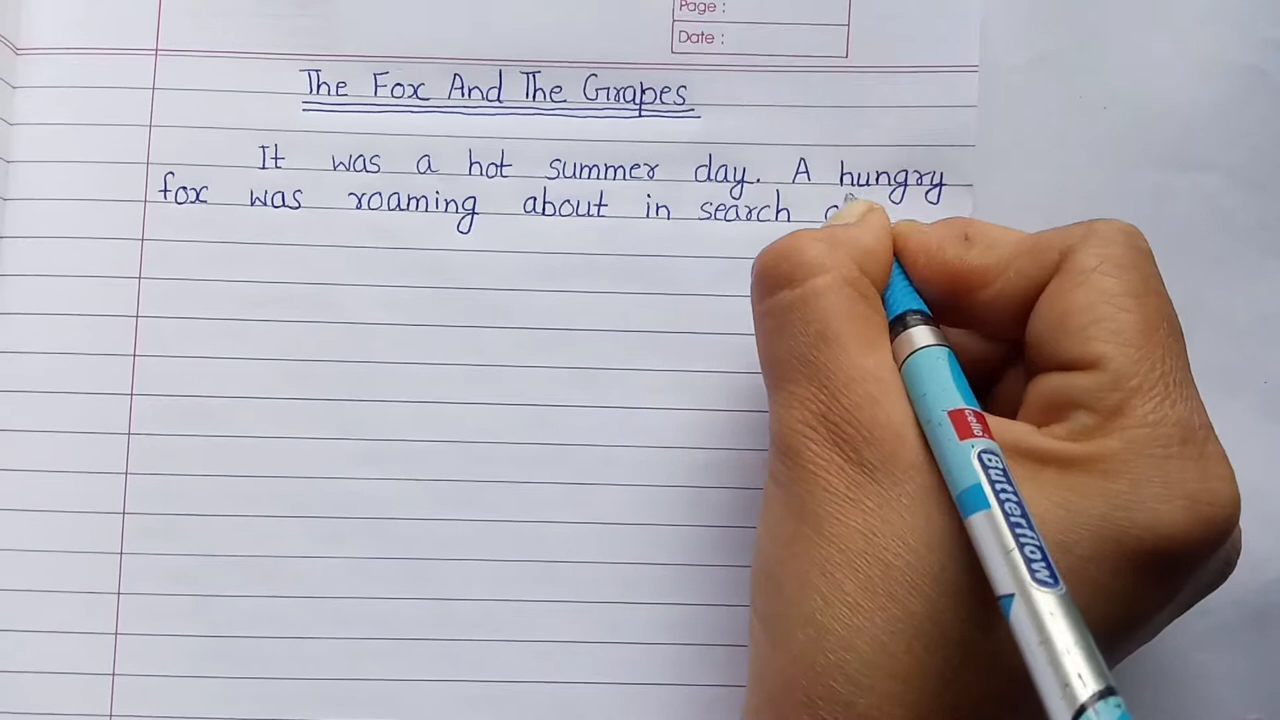 Page :
Date :
The Fox And The Grapes
It was a hot summer day. A hungry
fox was roaming about in search
cello
Butterflow